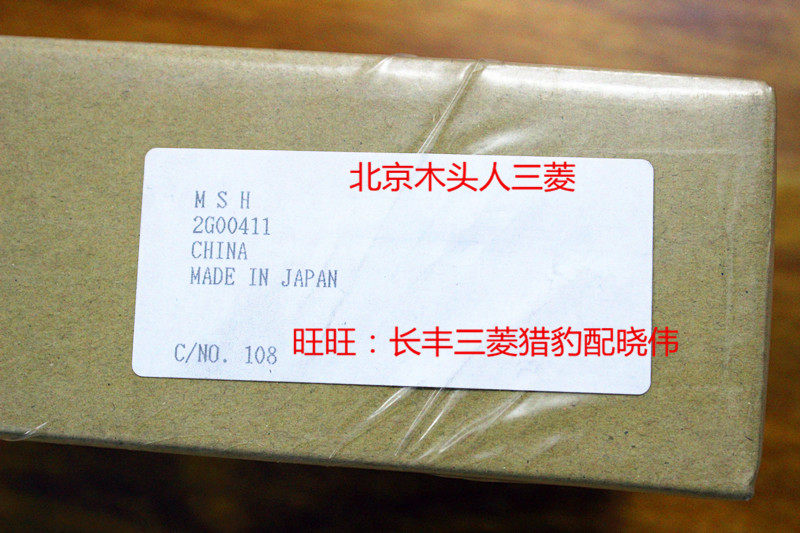 北京木头人三菱
M S H
2G00411
CHINA
MADE IN JAPAN
旺旺：长丰三菱猎豹配晓伟
C/NO. 108